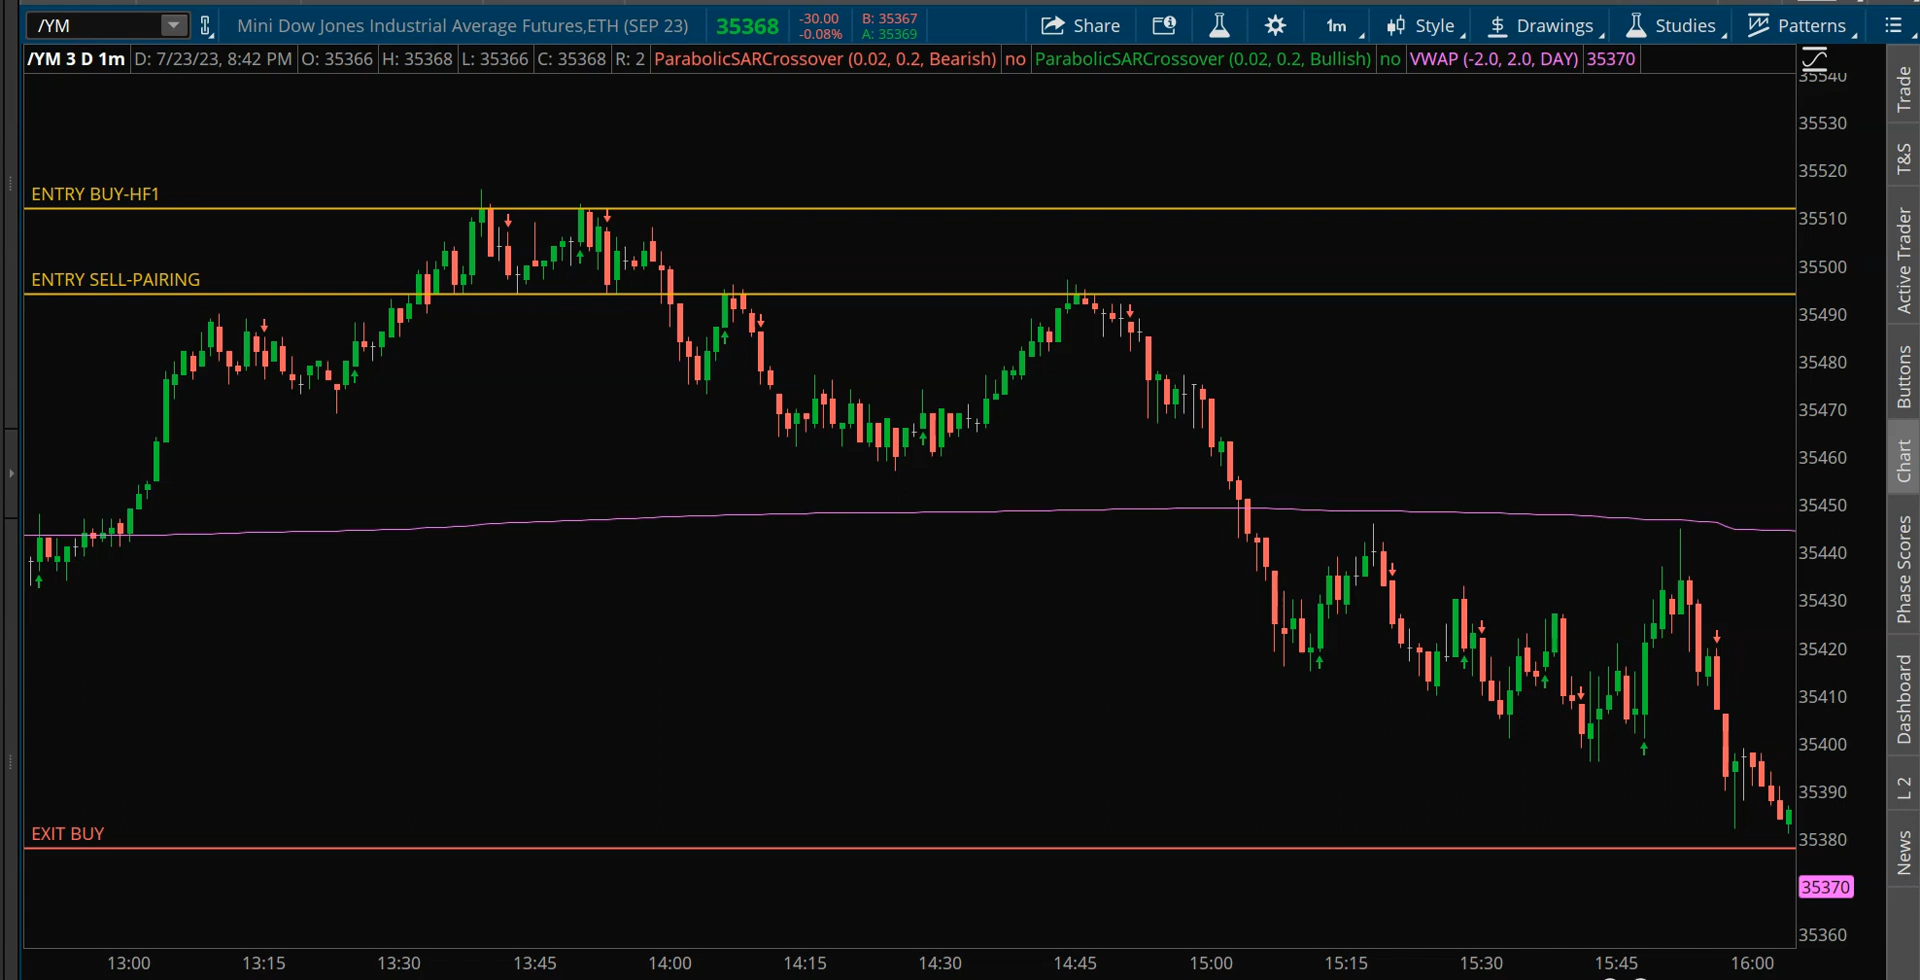 /YM Mini Dow Jones Industrial Average Futures,ETH (SEP 23) 35368 -30.00 B: 35367 Share 1m Style Drawings Studies Patterns
-0.08% A: 35369
/YM 3 D 1m D: 7/23/23, 8:42 PM O: 35366 H: 35368 L: 35366 C: 35368 R: 2 ParabolicSARCrossover (0.02, 0.2, Bearish) no ParabolicSARCrossover (0.02, 0.2, Bullish) no VWAP (-2.0, 2.0, DAY) 35370
35540
35530
35520
ENTRY BUY-HF1
35510
35500
ENTRY SELL-PAIRING
35490
35480
35470
35460
35450
35440
35430
35420
35410
35400
35390
EXIT BUY
35380
35370
35360
13:00 13:15 13:30 13:45 14:00 14:15 14:30 14:45 15:00 15:15 15:30 15:45 16:00
Trade
T&S
Active Trader
Buttons
Chart
Phase Scores
Dashboard
L 2
News